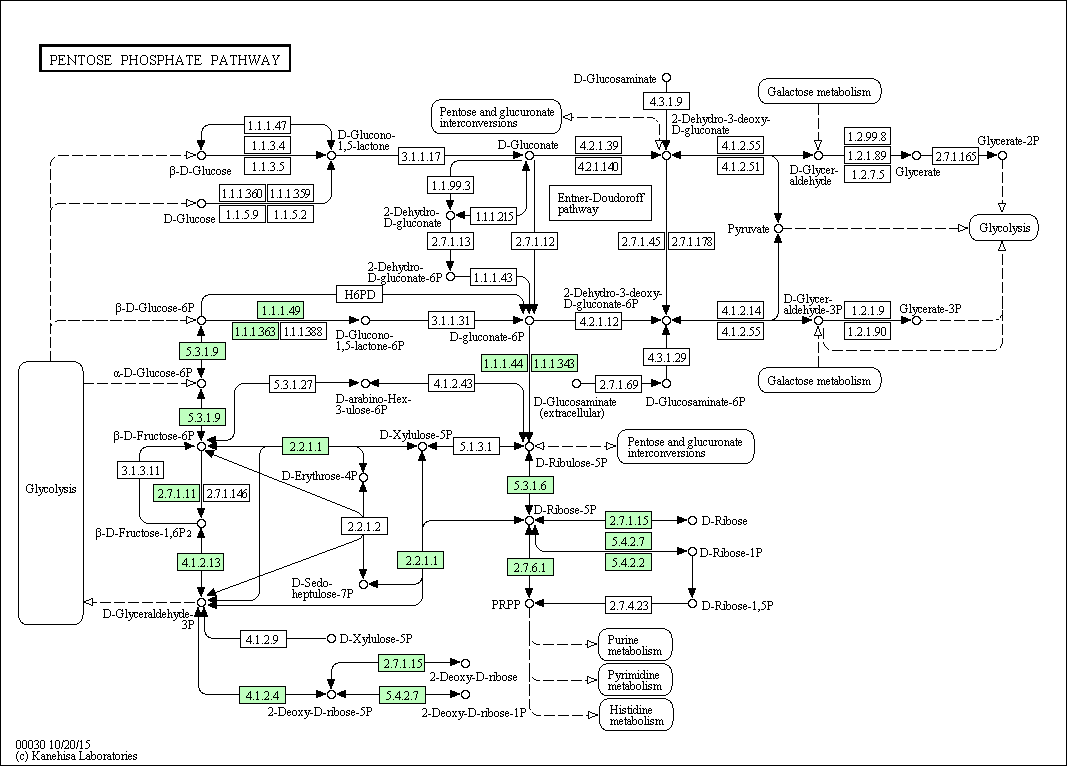 PENTOSE PHOSPHATE PATHWAY
D-Glucosaminate
4.3.1.9
Galactose metabolism
Pentose and glucuronate
interconversions
2-Dehydro-3-deoxy-
D-gluconate
1.1.1.47
1.1.3.4
1.1.3.5
D-Glucono-
1,5-lactone
3.1.1.17
D-Gluconate
4.2.1.39
4.2.1.140
4.1.2.55
4.1.2.51
1.2.99.8
1.2.1.89
1.2.7.5
Glycerate-2P
2.7.1.165
β-D-Glucose
D-Glycer-
aldehyde
Glycerate
1.1.1.360
1.1.1.359
1.1.5.9
1.1.5.2
D-Glucose
1.1.99.3
2-Dehydro-
D-gluconate
1.1.1.215
Entner-Doudoroff
pathway
Pyruvate
Glycolysis
2.7.1.13
2.7.1.12
2.7.1.45
2.7.1.178
2-Dehydro-
D-gluconate-6P
1.1.1.43
H6PD
β-D-Glucose-6P
1.1.1.49
1.1.1.363
1.1.1.388
D-Glucono-
1,5-lactone-6P
3.1.1.31
D-gluconate-6P
2-Dehydro-3-deoxy-
D-gluconate-6P
4.2.1.12
4.1.2.14
4.1.2.55
D-Glycer-
aldehyde-3P
1.2.1.9
1.2.1.90
Glycerate-3P
5.3.1.9
1.1.1.44
1.1.1.343
4.3.1.29
Galactose metabolism
α-D-Glucose-6P
5.3.1.27
D-arabino-Hex-
3-ulose-6P
4.1.2.43
2.7.1.69
D-Glucosaminate
(extracellular)
D-Glucosaminate-6P
5.3.1.9
β-D-Fructose-6P
2.2.1.1
D-Xylulose-5P
5.1.3.1
D-Ribulose-5P
Pentose and glucuronate
interconversions
3.1.3.11
D-Erythrose-4P
Glycolysis
2.7.1.11
2.7.1.146
5.3.1.6
β-D-Fructose-1,6P2
2.2.1.2
D-Ribose-5P
2.7.1.15
D-Ribose
5.4.2.7
5.4.2.2
D-Ribose-1P
4.1.2.13
2.2.1.1
2.7.6.1
D-Sedo-
heptulose-7P
D-Glyceraldehyde-
3P
PRPP
2.7.4.23
D-Ribose-1,5P
4.1.2.9
D-Xylulose-5P
Purine
metabolism
2.7.1.15
2-Deoxy-D-ribose
Pyrimidine
metabolism
4.1.2.4
2-Deoxy-D-ribose-5P
5.4.2.7
2-Deoxy-D-ribose-1P
Histidine
metabolism
00030 10/20/15
(c) Kanehisa Laboratories